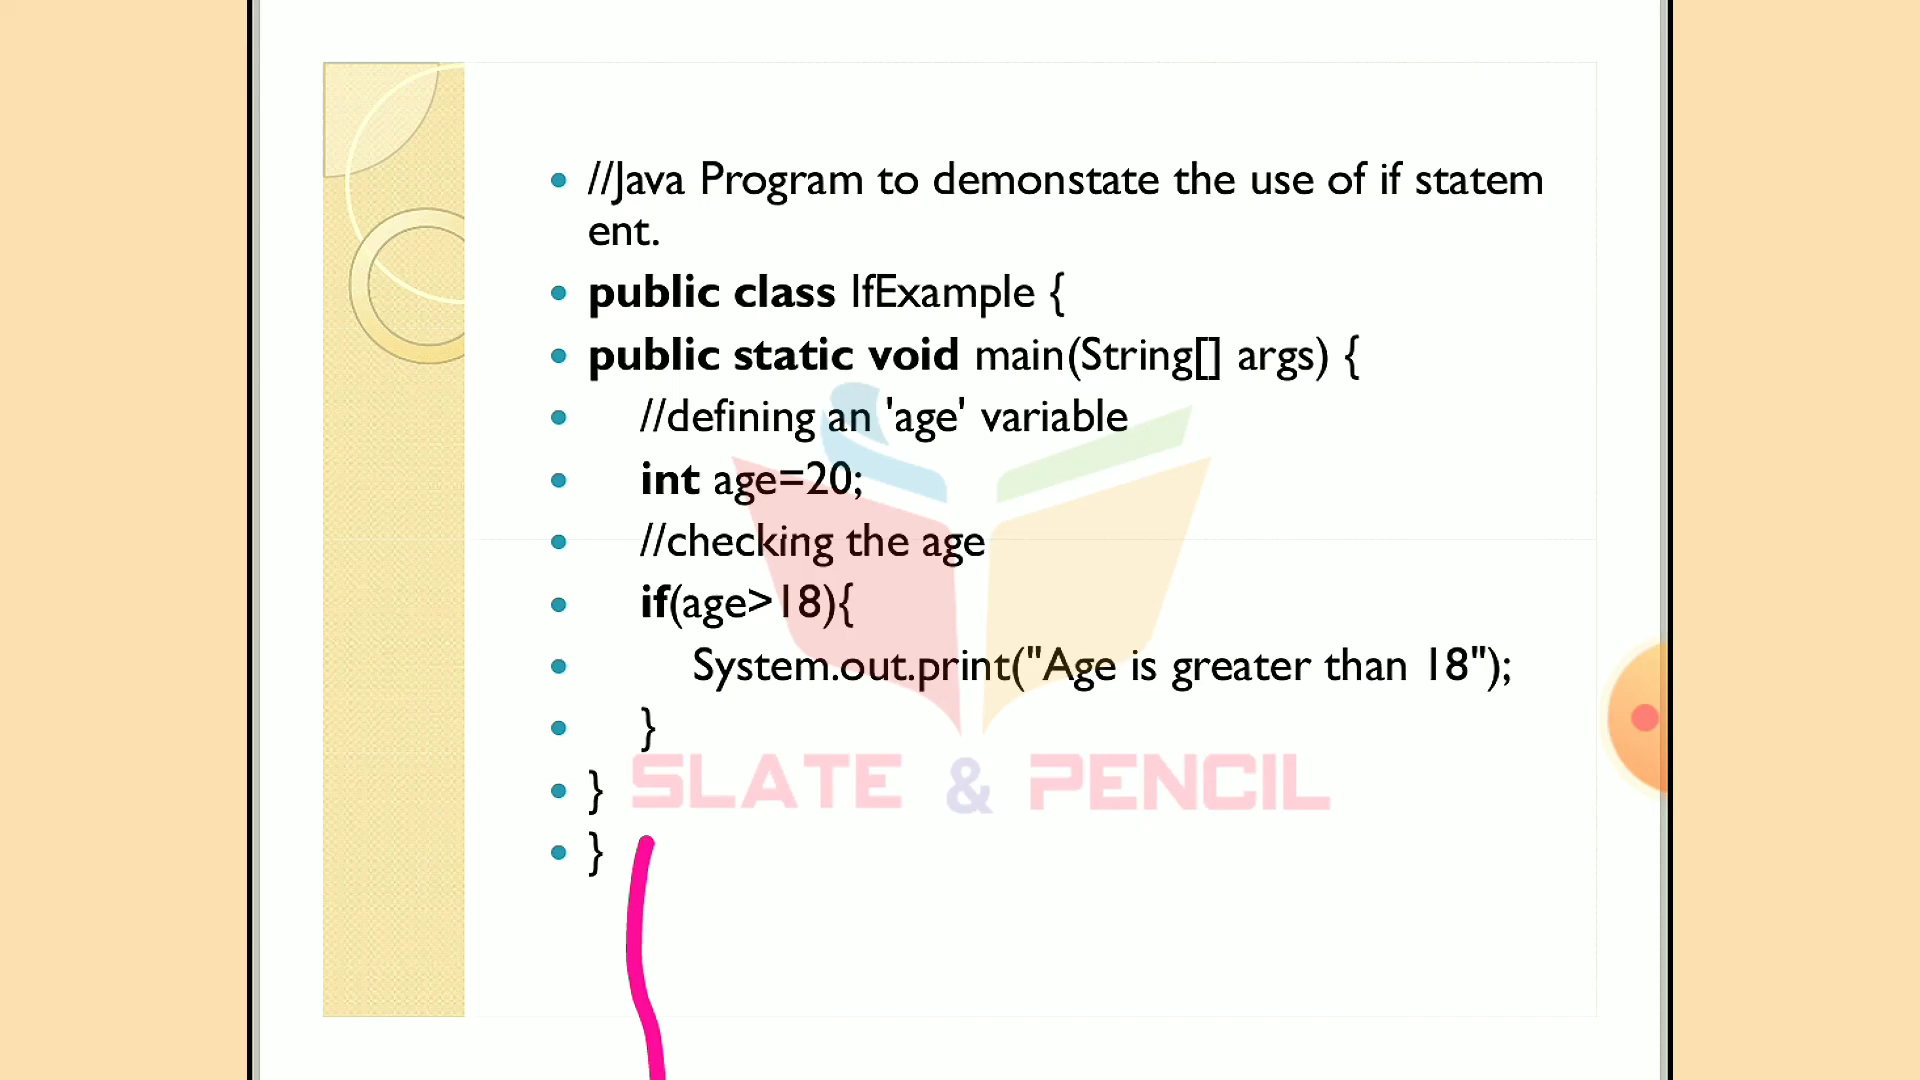 //Java Program to demonstate the use of if statem
ent.
public class IfExample {
public static void main(String[] args) {
//defining an 'age' variable
int age=20;
//checking the age
if(age>18){
System.out.print("Age is greater than 18");
}
}
SLATE & PENCIL
}